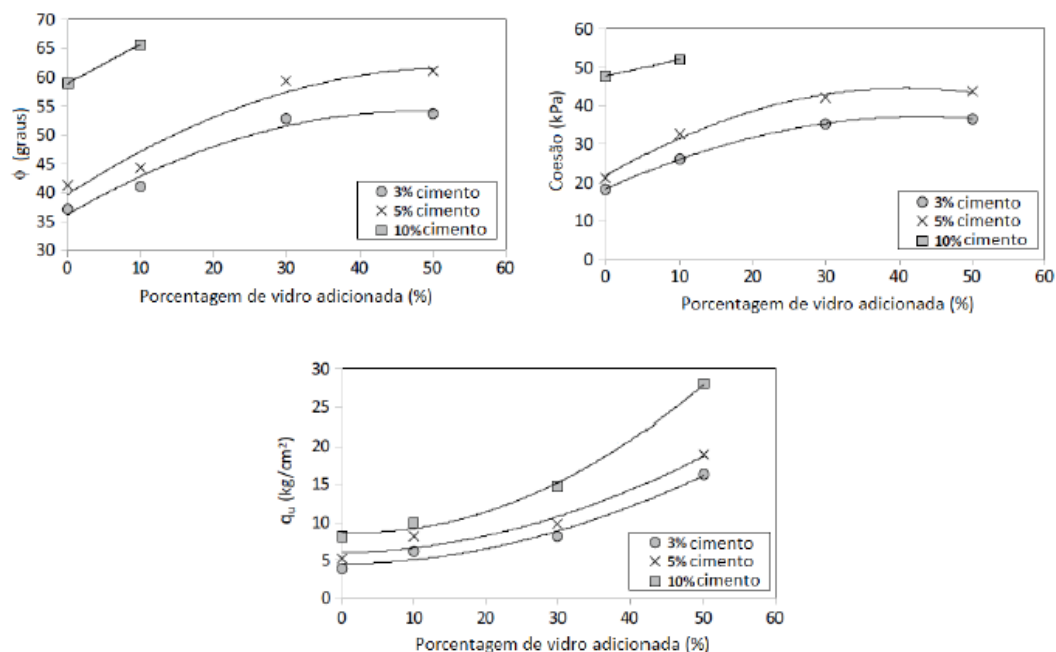 70
65
60
55
50
45
40
35
30
ϕ (graus)
3% cimento
5% cimento
10% cimento
0 10 20 30 40 50 60
Porcentagem de vidro adicionada (%)
60
50
40
30
20
10
0
Coesão (kPa)
3% cimento
5% cimento
10% cimento
0 10 20 30 40 50 60
Porcentagem de vidro adicionada (%)
30
25
20
15
10
5
0
qᵤ (kg/cm²)
3% cimento
5% cimento
10% cimento
0 10 20 30 40 50 60
Porcentagem de vidro adicionada (%)